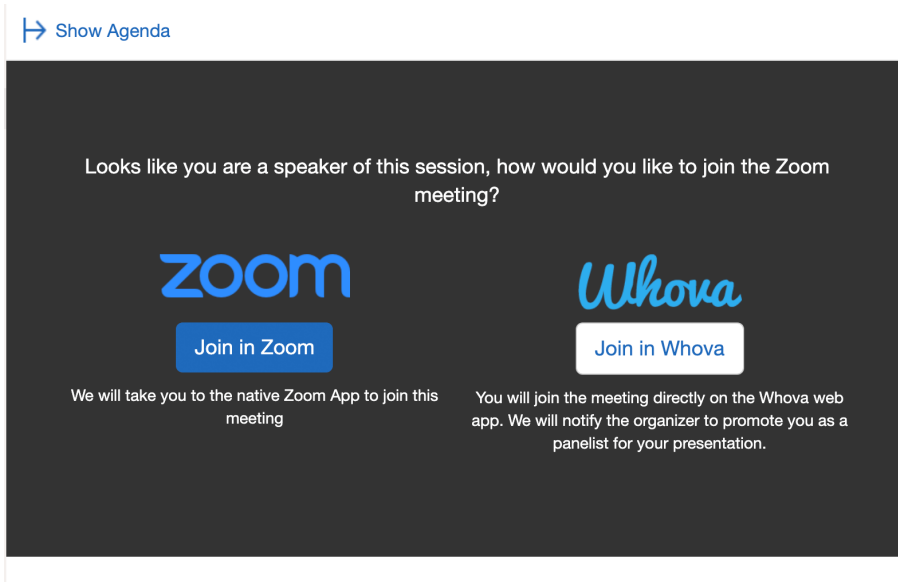 Show Agenda
Looks like you are a speaker of this session, how would you like to join the Zoom
meeting?
zoom
Whova
Join in Zoom
Join in Whova
We will take you to the native Zoom App to join this
meeting
You will join the meeting directly on the Whova web
app. We will notify the organizer to promote you as a
panelist for your presentation.